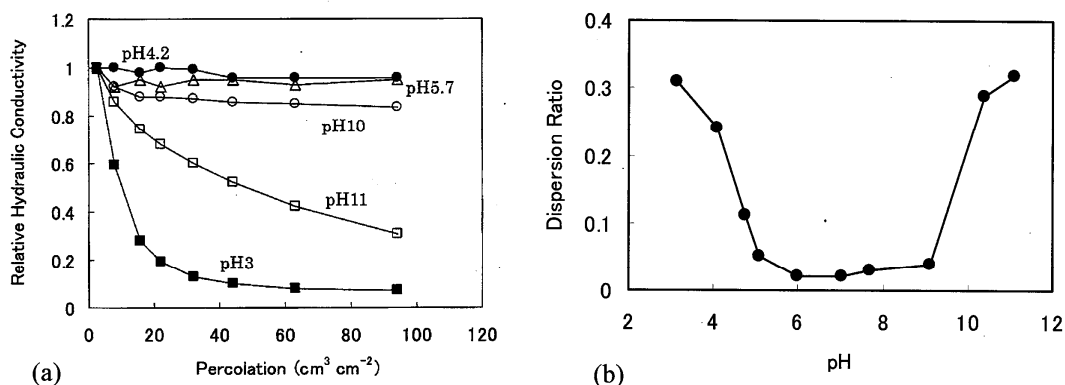 1.2
1
0.8
0.6
0.4
0.2
0
0 20 40 60 80 100 120
Relative Hydraulic Conductivity
Percolation (cm³ cm⁻²)
pH4.2
pH5.7
pH10
pH11
pH3
(a)
0.4
0.3
0.2
0.1
0
2 4 6 8 10 12
Dispersion Ratio
pH
(b)